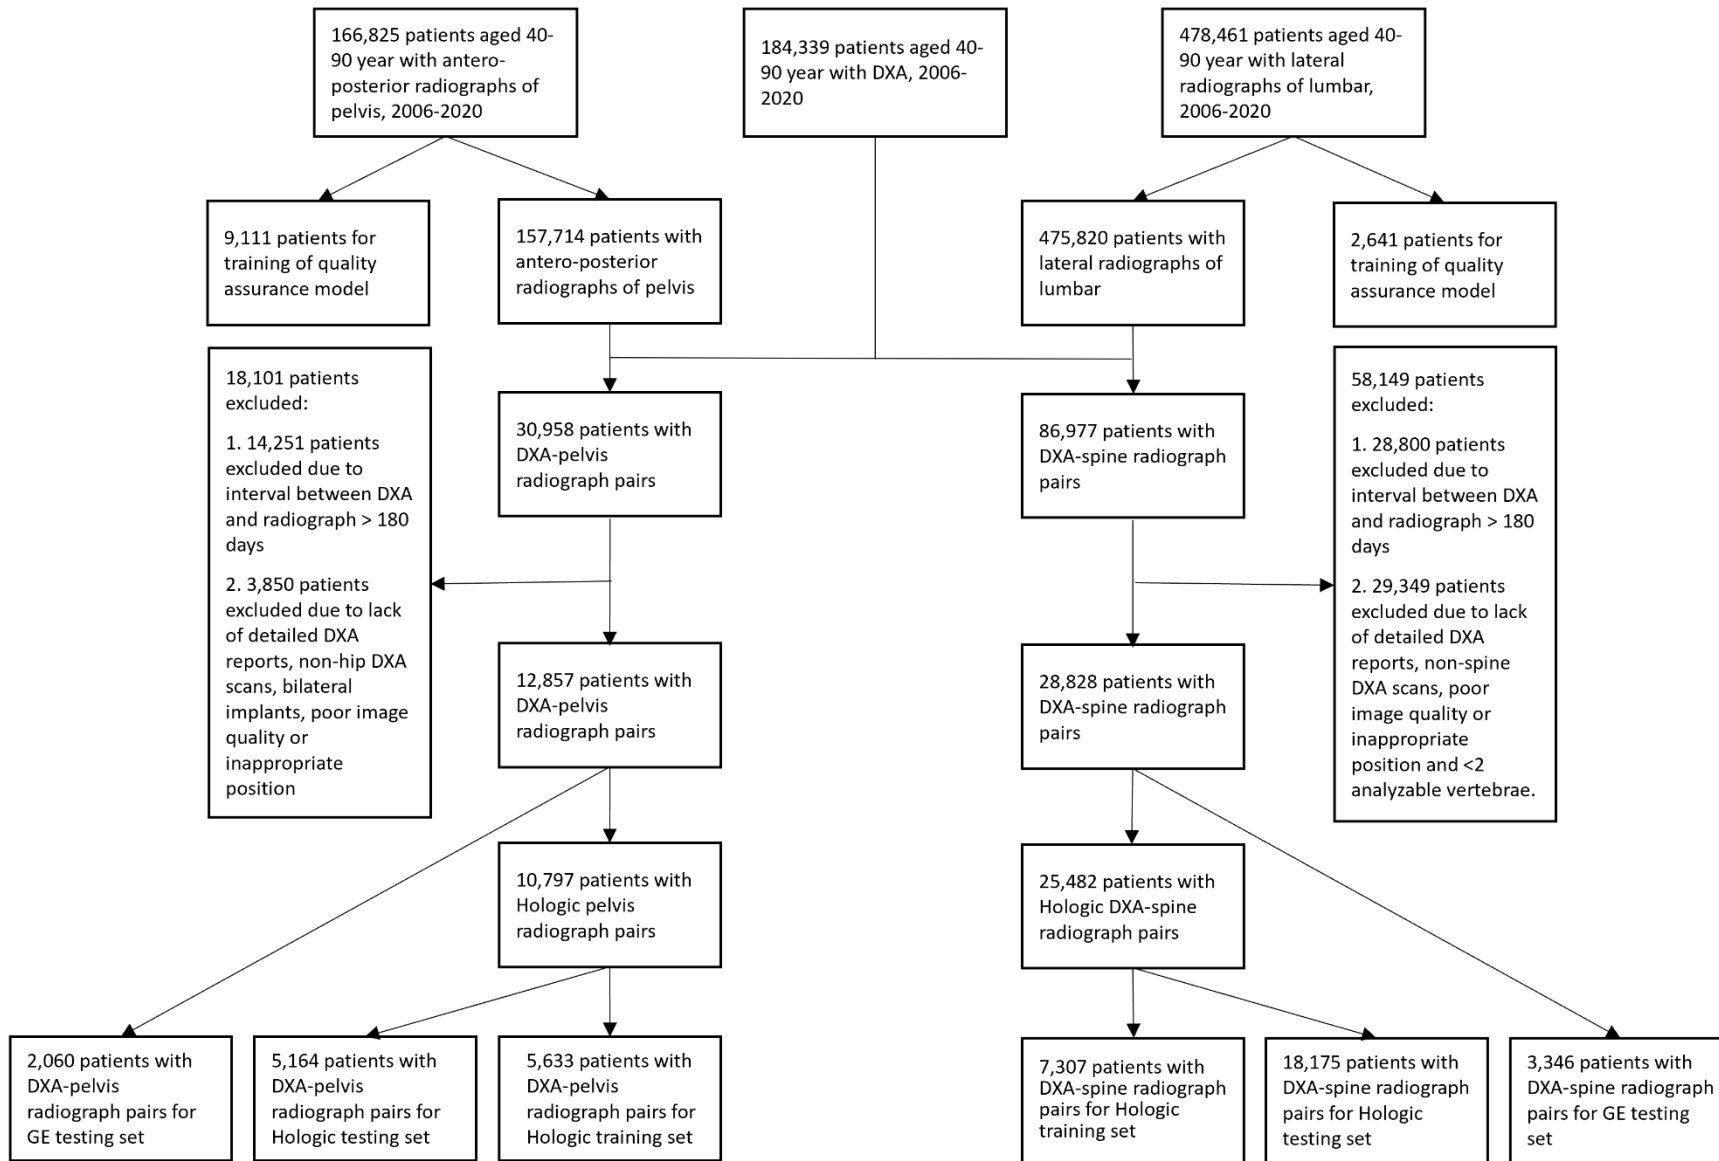 166,825 patients aged 40-
90 year with antero-
posterior radiographs of
pelvis, 2006-2020
184,339 patients aged 40-
90 year with DXA, 2006-
2020
478,461 patients aged 40-
90 year with lateral
radiographs of lumbar,
2006-2020
9,111 patients for
training of quality
assurance model
157,714 patients with
antero-posterior
radiographs of pelvis
475,820 patients with
lateral radiographs of
lumbar
2,641 patients for
training of quality
assurance model
18,101 patients
excluded:
1. 14,251 patients
excluded due to
interval between DXA
and radiograph > 180
days
2. 3,850 patients
excluded due to lack
of detailed DXA
reports, non-hip DXA
scans, bilateral
implants, poor image
quality or
inappropriate
position
30,958 patients with
DXA-pelvis
radiograph pairs
86,977 patients with
DXA-spine radiograph
pairs
58,149 patients
excluded:
1. 28,800 patients
excluded due to
interval between DXA
and radiograph > 180
days
2. 29,349 patients
excluded due to lack
of detailed DXA
reports, non-spine
DXA scans, poor
image quality or
inappropriate
position and <2
analyzable vertebrae.
12,857 patients with
DXA-pelvis
radiograph pairs
28,828 patients with
DXA-spine radiograph
pairs
10,797 patients with
Hologic pelvis
radiograph pairs
25,482 patients with
Hologic DXA-spine
radiograph pairs
2,060 patients with
DXA-pelvis
radiograph pairs for
GE testing set
5,164 patients with
DXA-pelvis
radiograph pairs for
Hologic testing set
5,633 patients with
DXA-pelvis
radiograph pairs for
Hologic training set
7,307 patients with
DXA-spine radiograph
pairs for Hologic
training set
18,175 patients with
DXA-spine radiograph
pairs for Hologic
testing set
3,346 patients with
DXA-spine radiograph
pairs for GE testing
set